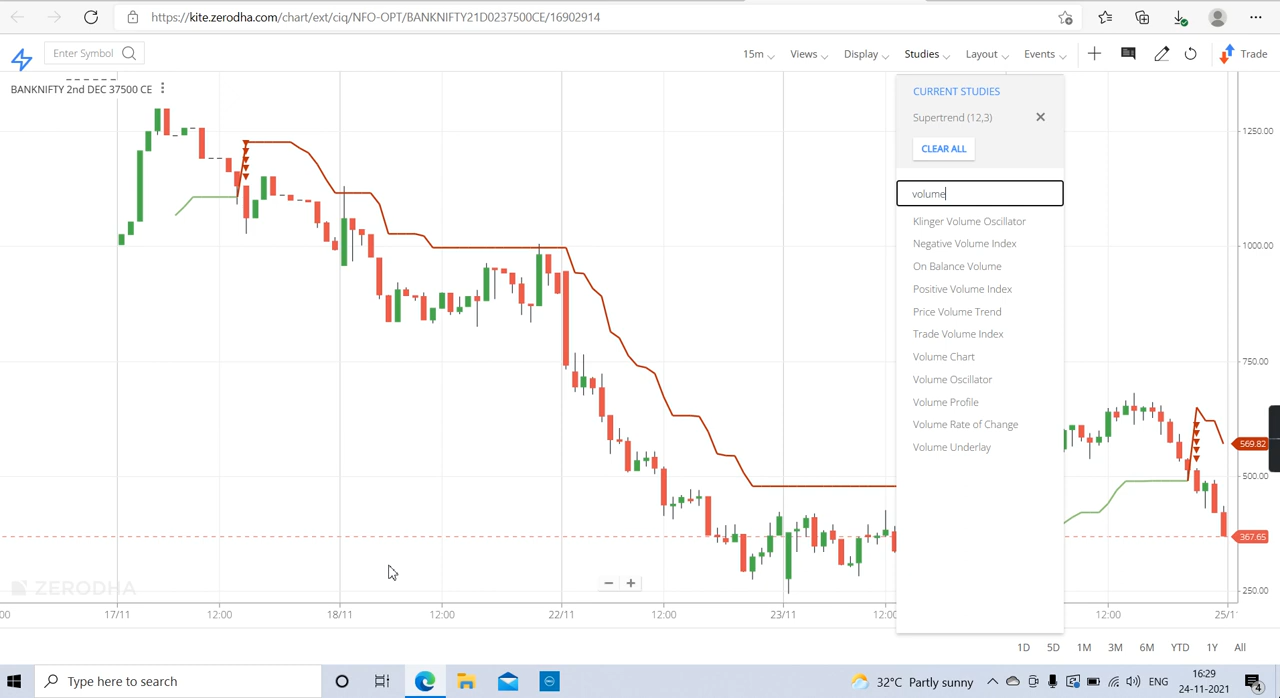 https://kite.zerodha.com/chart/ext/ciq/NFO-OPT/BANKNIFTY21D0237500CE/16902914
Enter Symbol
15m Views Display Studies Layout Events Trade
BANKNIFTY 2nd DEC 37500 CE
CURRENT STUDIES
Supertrend (12,3)
CLEAR ALL
volume
Klinger Volume Oscillator
Negative Volume Index
On Balance Volume
Positive Volume Index
Price Volume Trend
Trade Volume Index
Volume Chart
Volume Oscillator
Volume Profile
Volume Rate of Change
Volume Underlay
1250.00
1000.00
750.00
569.82
500.00
367.65
250.00
ZERODHA
:00 17/11 12:00 18/11 12:00 22/11 12:00 23/11 12:00 12:00 25/1
1D 5D 1M 3M 6M YTD 1Y All
Type here to search
32°C Partly sunny
ENG
16:29
24-11-2021
4